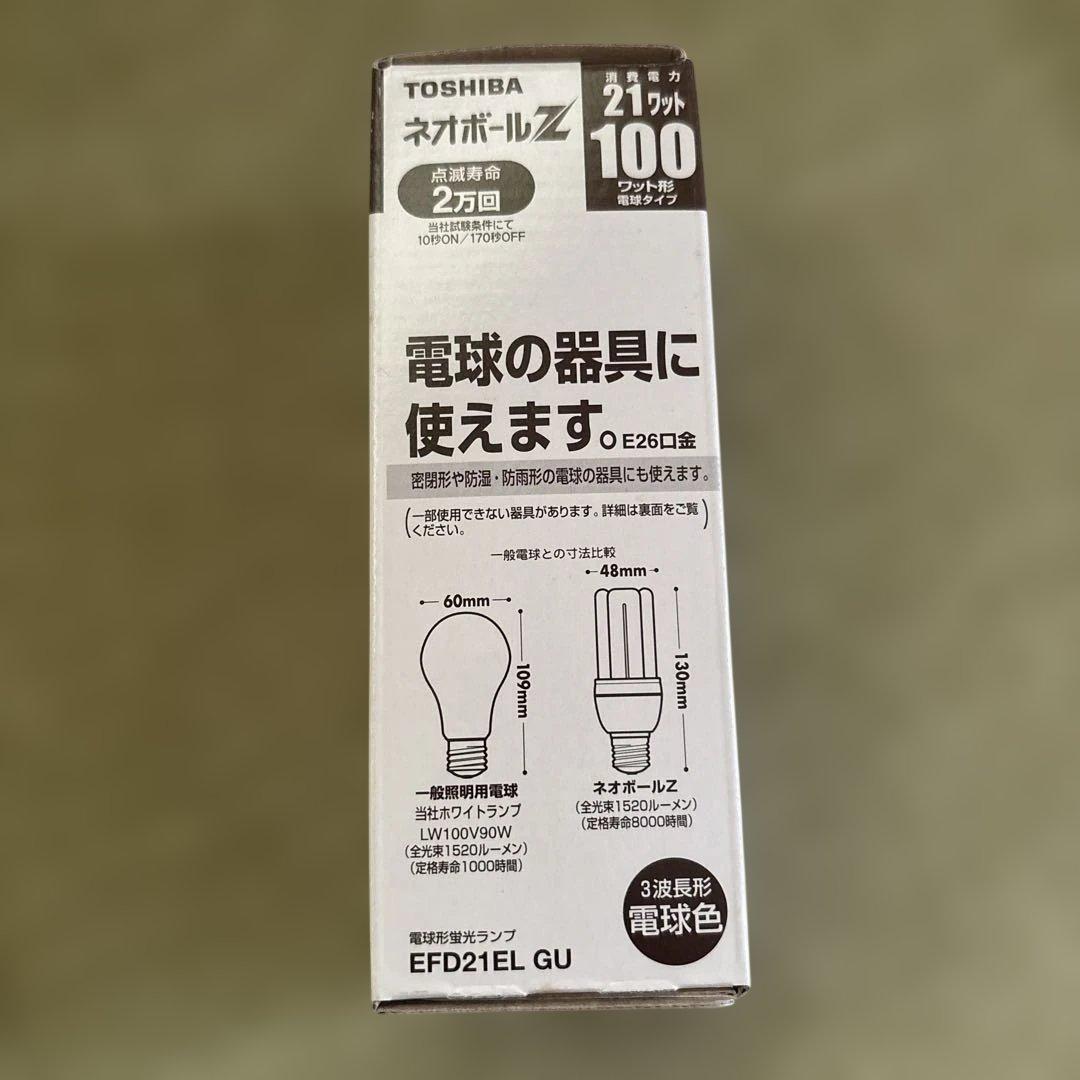 TOSHIBA
ネオボールZ
点滅寿命
2万回
当社試験条件にて
10秒ON／170秒OFF
消費電力
21ワット
100
ワット形
電球タイプ
電球の器具に
使えます。E26口金
密閉形や防湿・防雨形の電球の器具にも使えます。
（一部使用できない器具があります。詳細は裏面をご覧
ください。）
一般電球との寸法比較
60mm
109mm
48mm
130mm
一般照明用電球
当社ホワイトランプ
LW100V90W
（全光束1520ルーメン）
（定格寿命1000時間）
ネオボールZ
（全光束1520ルーメン）
（定格寿命8000時間）
3波長形
電球色
電球形蛍光ランプ
EFD21EL GU